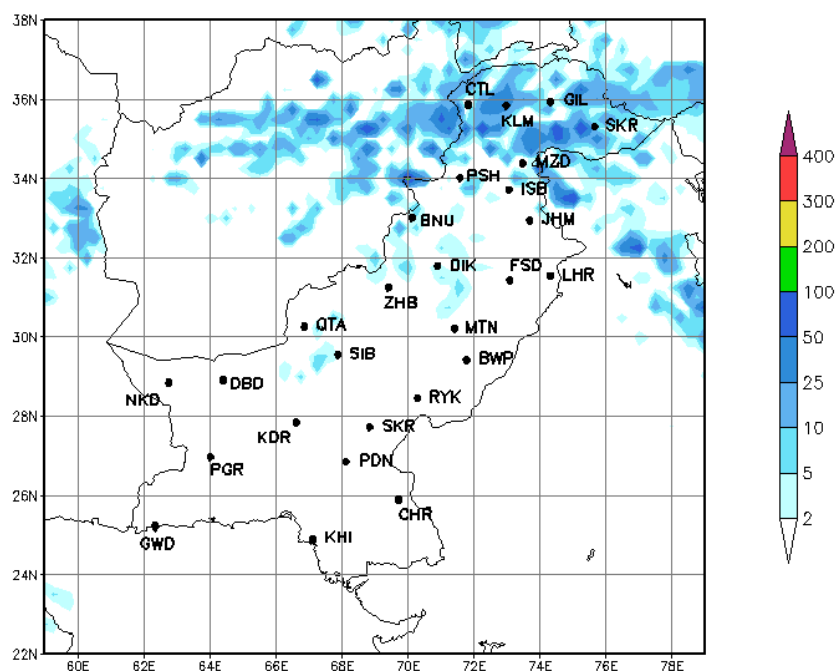 38N
CTL
36N
GIL
400
KLM
SKR
MZD
300
34N
PSH
ISB
BNU
JHM
200
32N
DIK
FSD
LHR
100
ZHB
30N
QTA
MTN
50
SIB
BWP
NKD
DBD
25
28N
RYK
KDR
SKR
10
PGR
PDN
26N
CHR
5
GWD
KHI
2
24N
22N
60E 62E 64E 66E 68E 70E 72E 74E 76E 78E